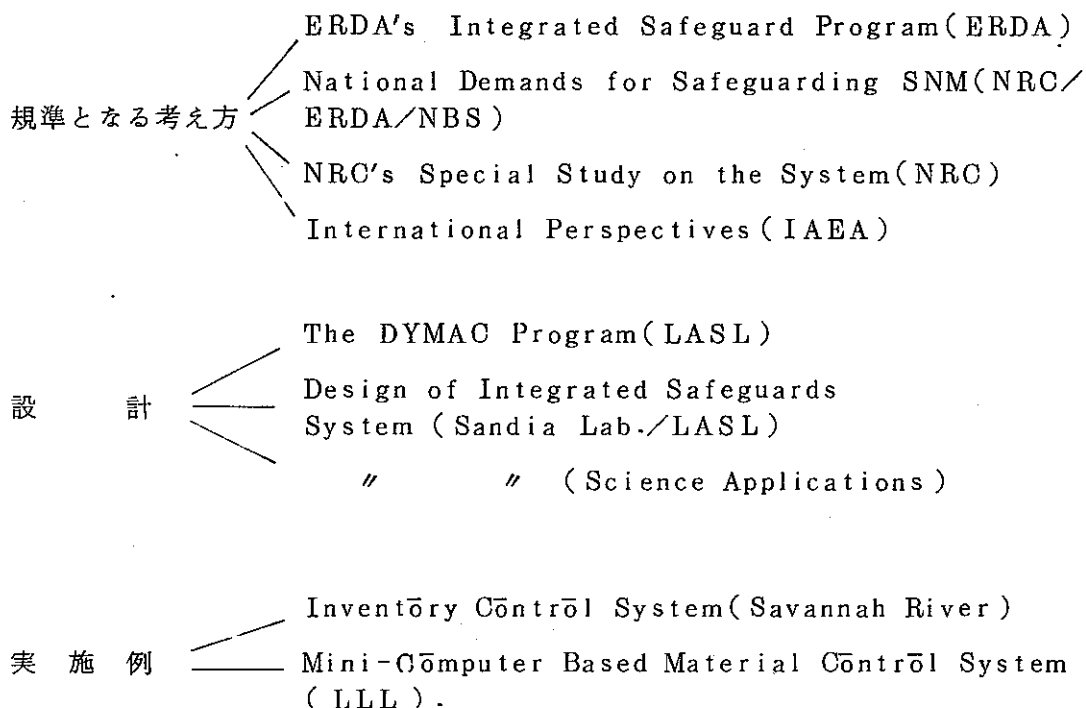 ERDA's Integrated Safeguard Program(ERDA)
National Demands for Safeguarding SNM(NRC/
規準となる考え方
ERDA/NBS)
NRC's Special Study on the System(NRC)
International Perspectives(IAEA)
The DYMAC Program(LASL)
設計
Design of Integrated Safeguards
System(Sandia Lab./LASL)
〃 〃 (Science Applications)
Inventōry Cōntrōl System(Savannah River)
実施例
Mini-Cōmputer Based Material Cōntrōl System
(LLL).